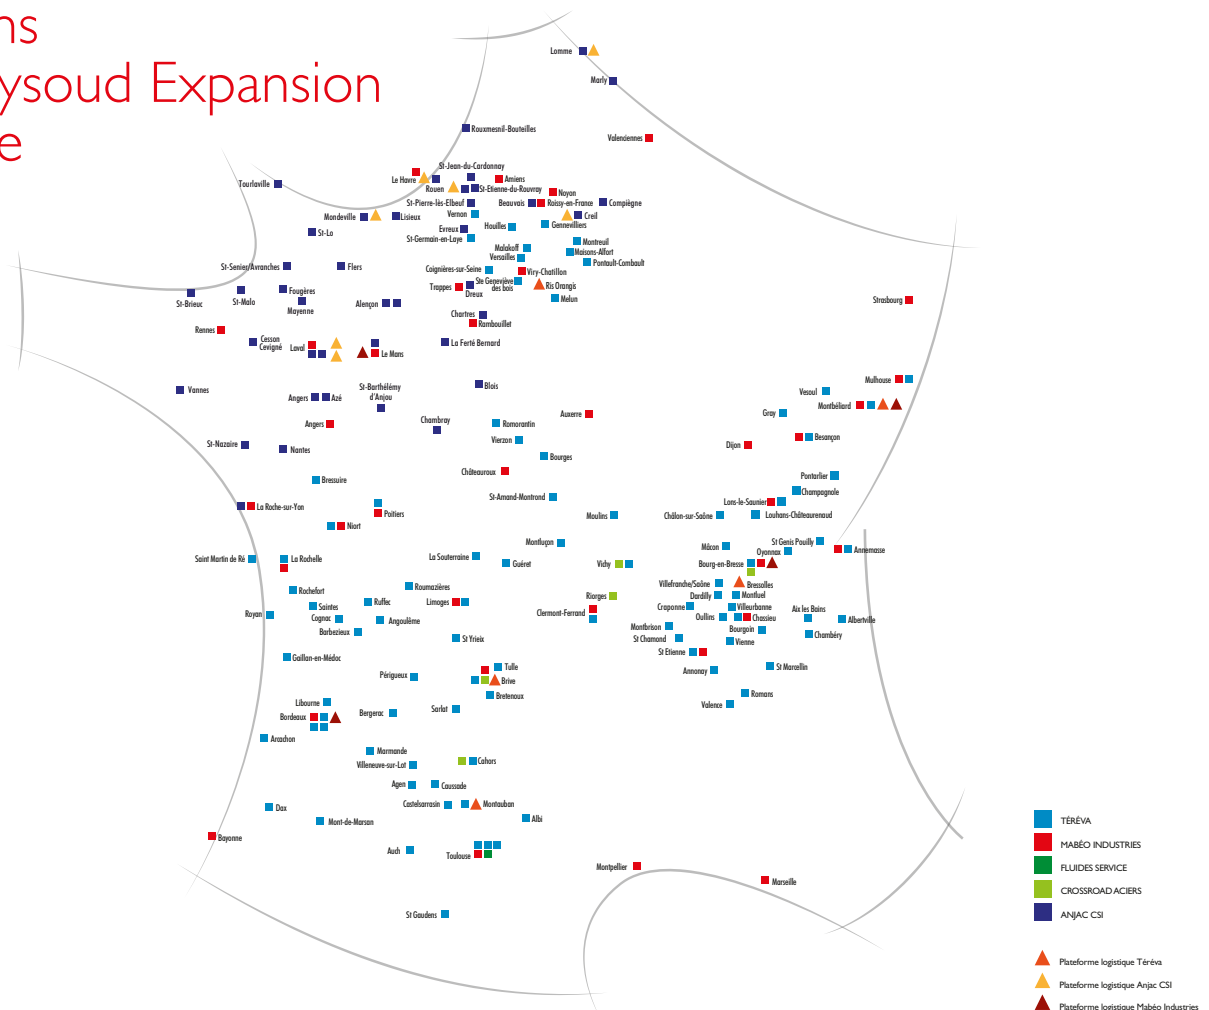 ns
ysoud Expansion
e
Lomme
Marly
Rouxmesnil-Bouteilles
Valenciennes
St-Jean-du-Cardonnay
Le Havre
Amiens
Tourlaville
Rouen
St-Etienne-du-Rouvray
Noyon
St-Pierre-lès-Elbeuf
Beauvais
Roissy-en-France
Compiègne
Mondeville
Lisieux
Vernon
Creil
St-Lo
Evreux
Houilles
Gennevilliers
St-Germain-en-Laye
Malakoff
Montreuil
Versailles
Maisons-Alfort
Pontault-Combault
St-Senier/Avranches
Flers
Coignières-sur-Seine
Viry-Chatillon
Ste Geneviève
des bois
Ris Orangis
Trappes
Dreux
Melun
St-Brieuc
St-Malo
Fougères
Mayenne
Alençon
Strasbourg
Chartres
Rambouillet
Rennes
Cesson
Cevigné
Laval
Le Mans
La Ferté Bernard
Vannes
St-Barthélémy
d'Anjou
Blois
Mulhouse
Vesoul
Angers
Azé
Montbéliard
Auxerre
Gray
Angers
Chambray
Romorantin
St-Nazaire
Nantes
Vierzon
Dijon
Besançon
Bourges
Châteauroux
Bressuire
Pontarlier
Champagnole
St-Amand-Montrond
La Roche-sur-Yon
Poitiers
Lons-le-Saunier
Moulins
Châlon-sur-Saône
Louhans-Châteaurenaud
Niort
Montluçon
Mâcon
St Genis Pouilly
Oyonnax
Annemasse
Saint Martin de Ré
La Rochelle
La Souterraine
Guéret
Vichy
Bourg-en-Bresse
Villefranche/Saône
Bressolles
Rochefort
Roumazières
Riorges
Dardilly
Montluel
Saintes
Ruffec
Limoges
Clermont-Ferrand
Craponne
Villeurbanne
Aix les Bains
Royan
Cognac
Angoulême
Oullins
Chassieu
Albertville
Barbezieux
Montbrison
Bourgoin
Chambéry
St Yrieix
St Chamond
Vienne
St Etienne
Gaillan-en-Médoc
Tulle
Annonay
St Marcellin
Périgueux
Brive
Bretenoux
Romans
Libourne
Sarlat
Valence
Bordeaux
Bergerac
Arcachon
Marmande
Villeneuve-sur-Lot
Cahors
Agen
Caussade
Dax
Castelsarrasin
Montauban
Mont-de-Marsan
Albi
Bayonne
Auch
Toulouse
Montpellier
Marseille
St Gaudens
TÉRÉVA
MABÉO INDUSTRIES
FLUIDES SERVICE
CROSSROAD ACIERS
ANJAC CSI
Plateforme logistique Téréva
Plateforme logistique Anjac CSI
Plateforme logistique Mabéo Industries